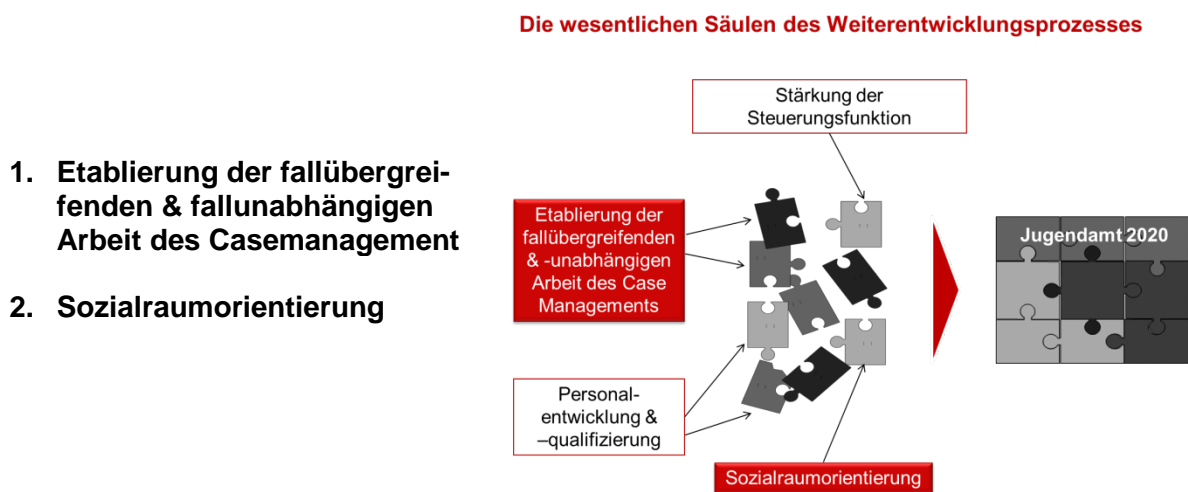 Die wesentlichen Säulen des Weiterentwicklungsprozesses
1. Etablierung der fallübergrei-
fenden & fallunabhängigen
Arbeit des Casemanagement
2. Sozialraumorientierung
Stärkung der
Steuerungsfunktion
Etablierung der
fallübergreifenden
& -unabhängigen
Arbeit des Case
Managements
Personal-
entwicklung &
–qualifizierung
Sozialraumorientierung
Jugendamt 2020